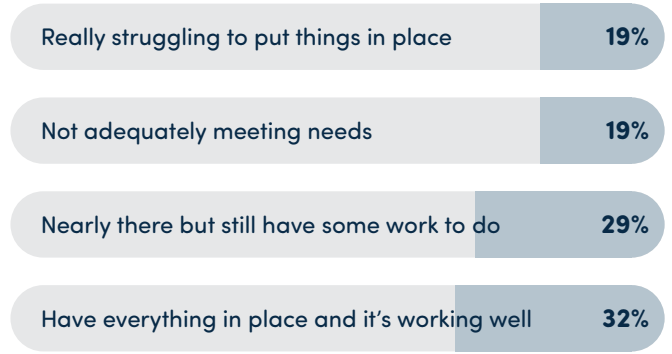 Really struggling to put things in place 19%
Not adequately meeting needs 19%
Nearly there but still have some work to do 29%
Have everything in place and it’s working well 32%